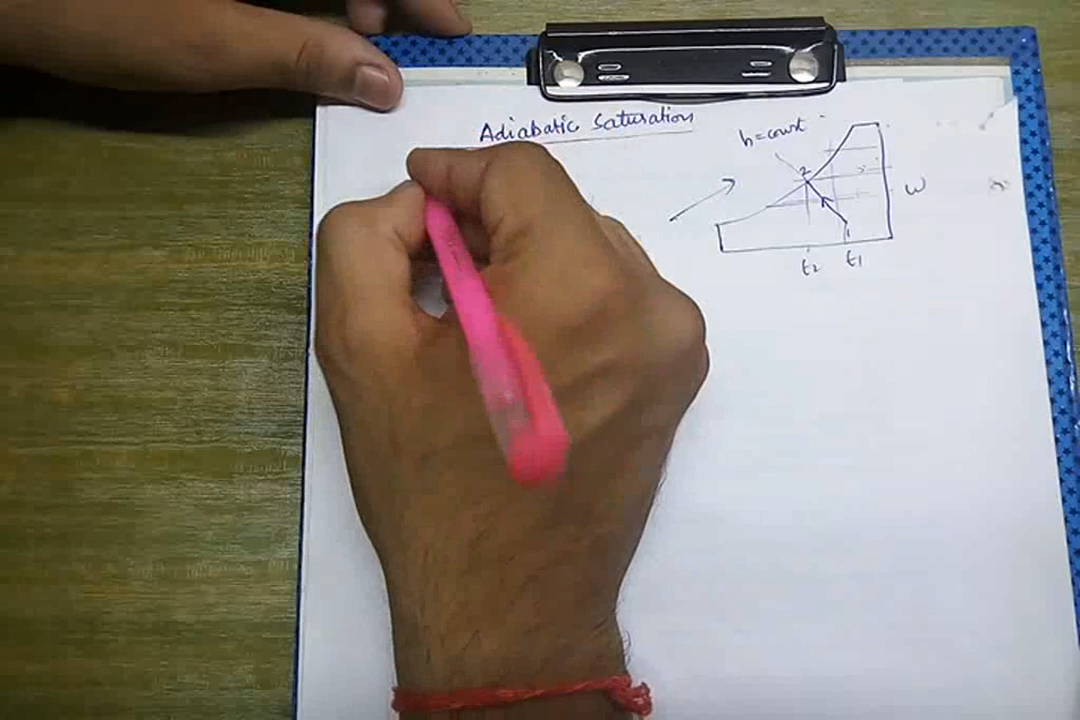 Adiabatic Saturation
h=const
2
ω
1
t2 t1